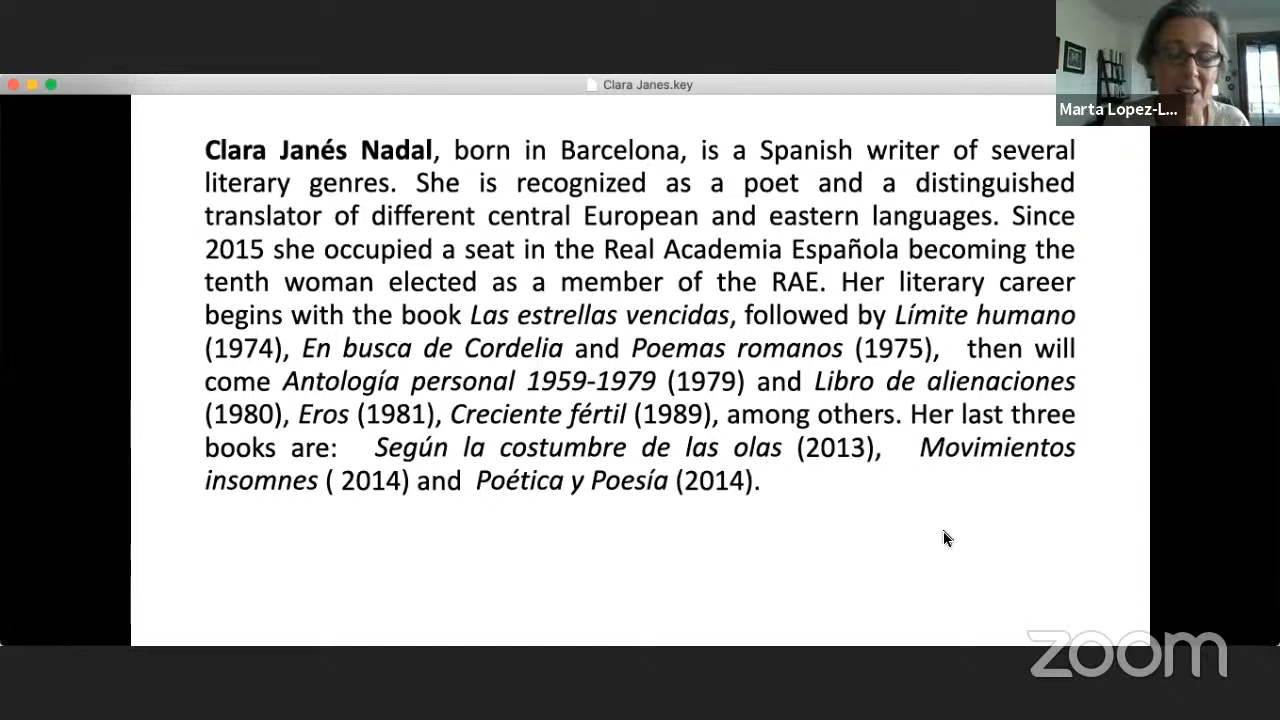 Clara Janes.key
Marta Lopez-L...
Clara Janés Nadal, born in Barcelona, is a Spanish writer of several
literary genres. She is recognized as a poet and a distinguished
translator of different central European and eastern languages. Since
2015 she occupied a seat in the Real Academia Española becoming the
tenth woman elected as a member of the RAE. Her literary career
begins with the book Las estrellas vencidas, followed by Límite humano
(1974), En busca de Cordelia and Poemas romanos (1975), then will
come Antología personal 1959-1979 (1979) and Libro de alienaciones
(1980), Eros (1981), Creciente fértil (1989), among others. Her last three
books are: Según la costumbre de las olas (2013), Movimientos
insomnes ( 2014) and Poética y Poesía (2014).
zoom